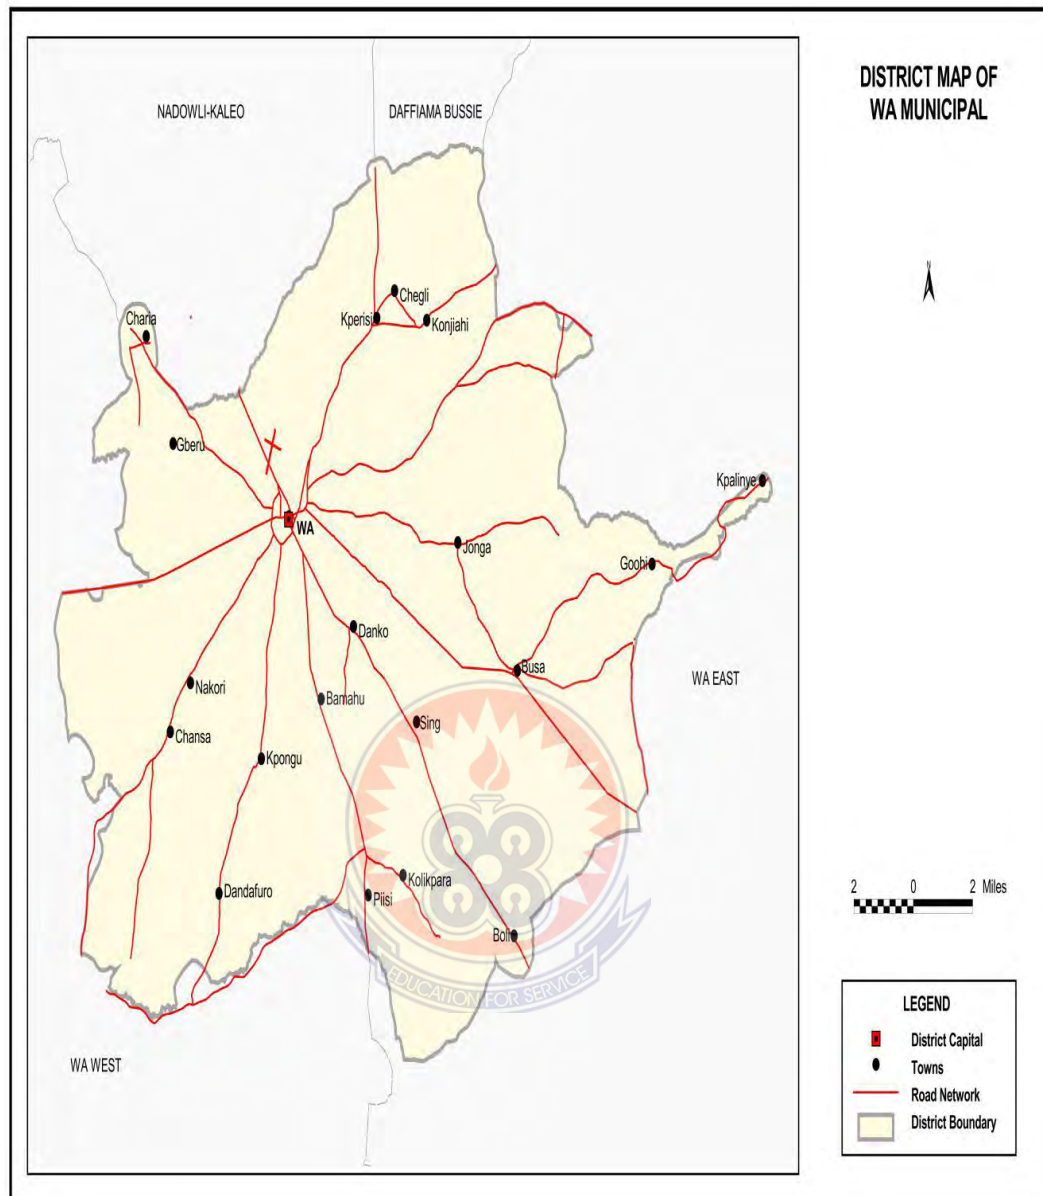 DISTRICT MAP OF
WA MUNICIPAL
NADOWLI-KALEO
DAFFIAMA BUSSIE
N
Chegli
Kperisi
Konjiahi
Charia
Gberu
Kpalinye
WA
Jonga
Goohi
Danko
Busa
WA EAST
Nakori
Bamahu
Sing
Chansa
Kpongu
Kolikpara
Dandafuro
Piisi
2 0 2 Miles
Boli
EDUCATION FOR SERVICE
WA WEST
LEGEND
District Capital
Towns
Road Network
District Boundary